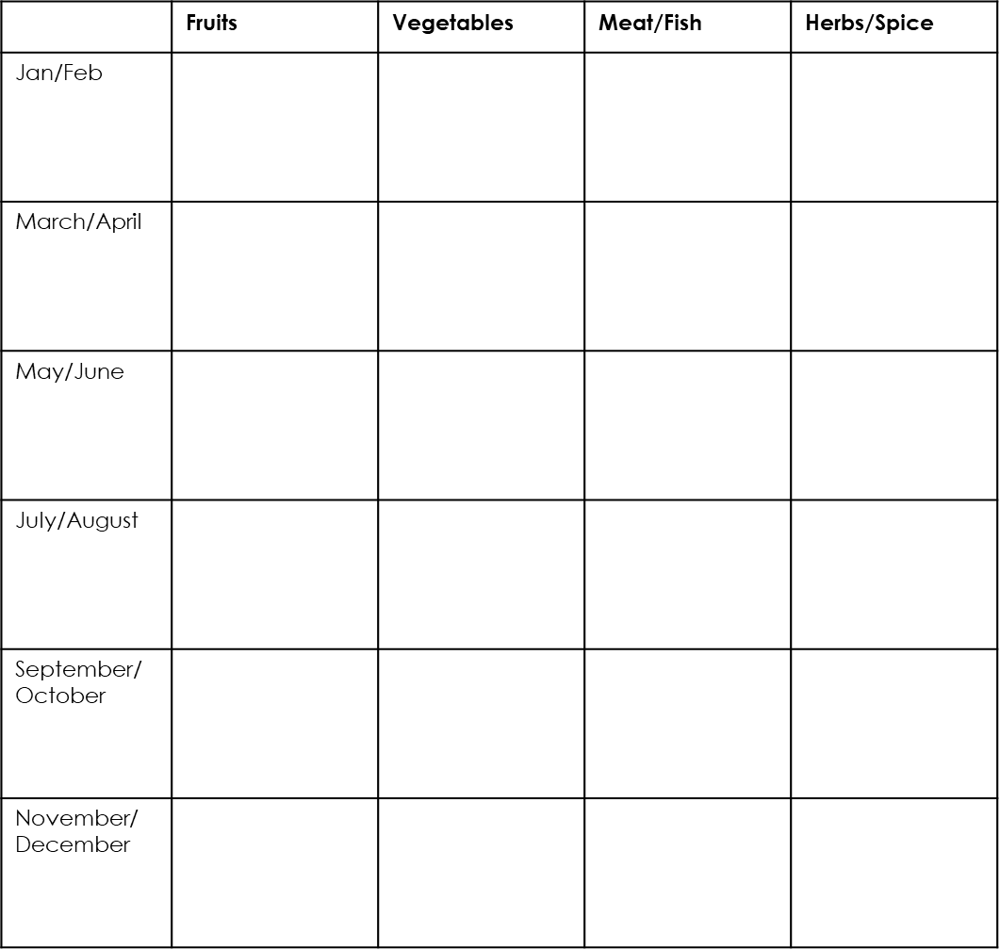 Fruits
Vegetables
Meat/Fish
Herbs/Spice
Jan/Feb
March/April
May/June
July/August
September/
October
November/
December